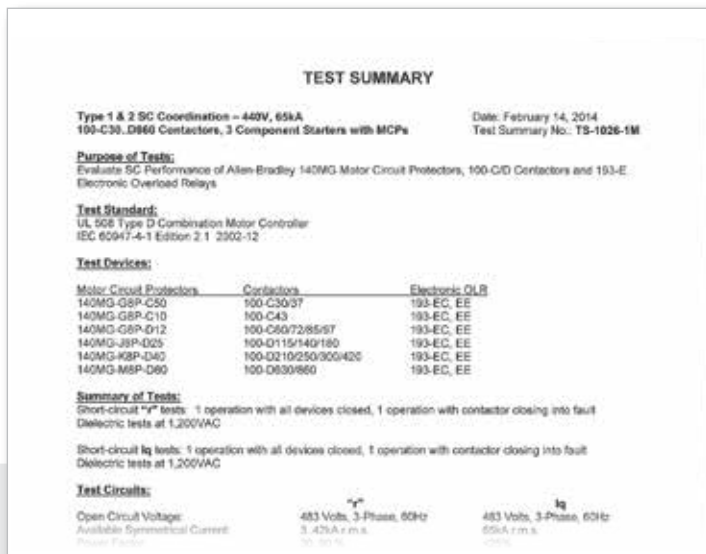 TEST SUMMARY
Type 1 & 2 SC Coordination – 440V, 65kA Date: February 14, 2014
100-C30..D860 Contactors, 3 Component Starters with MCPs Test Summary No.: TS-1026-1M
Purpose of Tests:
Evaluate SC Performance of Allen-Bradley 140MG Motor Circuit Protectors, 100-C/D Contactors and 193-E
Electronic Overload Relays
Test Standard:
UL 508 Type D Combination Motor Controller
IEC 60947-4-1 Edition 2.1 2002-12
Test Devices:
Motor Circuit Protectors Contactors Electronic OLR
140MG-G8P-C50 100-C30/37 193-EC, EE
140MG-G8P-C10 100-C43 193-EC, EE
140MG-G8P-D12 100-C60/72/85/97 193-EC, EE
140MG-J8P-D25 100-D115/140/180 193-EC, EE
140MG-K8P-D40 100-D210/250/300/420 193-EC, EE
140MG-M8P-D80 100-D630/860 193-EC, EE
Summary of Tests:
Short-circuit "r" tests: 1 operation with all devices closed, 1 operation with contactor closing into fault
Dielectric tests at 1,200VAC
Short-circuit Iq tests: 1 operation with all devices closed, 1 operation with contactor closing into fault
Dielectric tests at 1,200VAC
Test Circuits:
"r" Iq
Open Circuit Voltage: 483 Volts, 3-Phase, 60Hz 483 Volts, 3-Phase, 60Hz
Available Symmetrical Current: 3..42kA r.m.s. 65kA r.m.s.
Power Factor